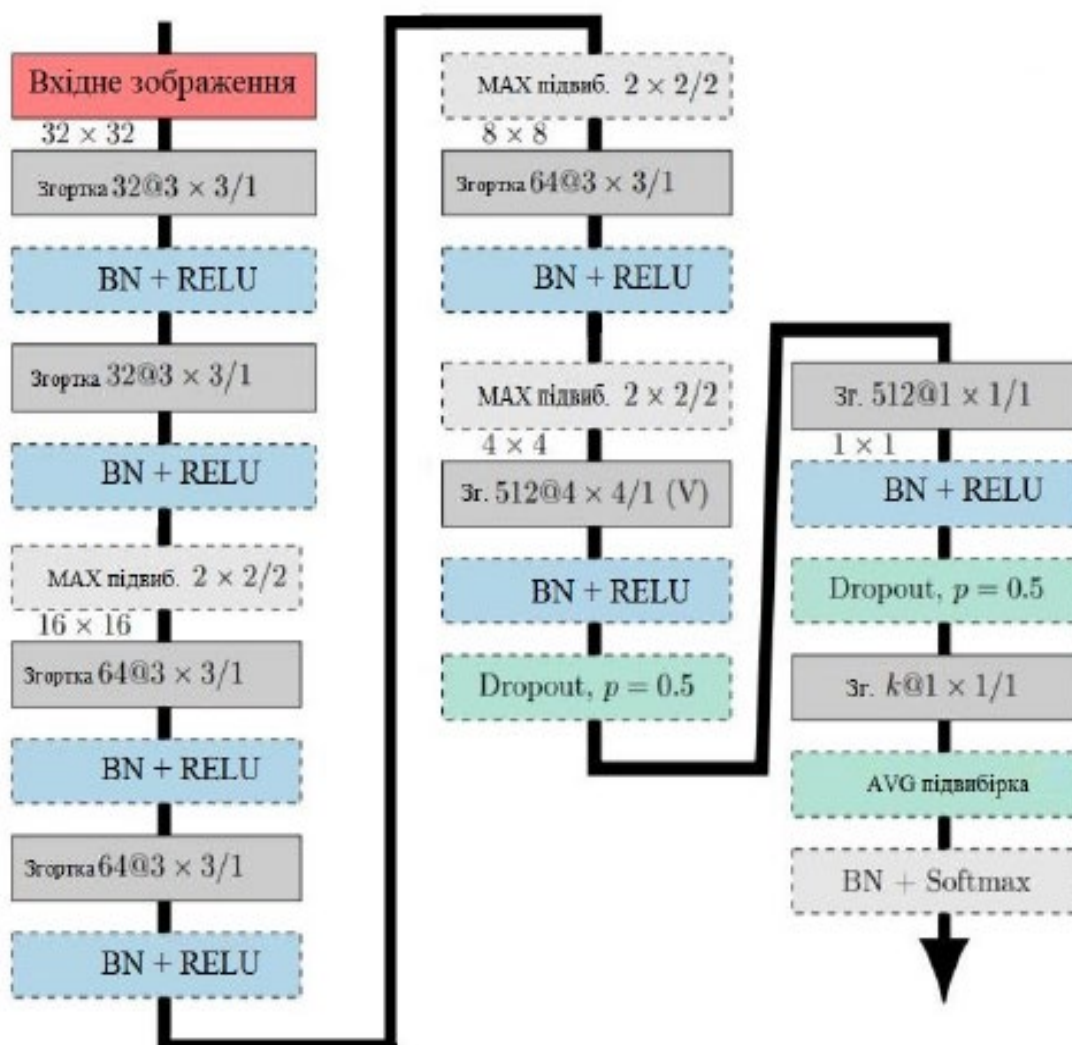 Вхідне зображення
32 × 32
Згортка 32@3 × 3/1
BN + RELU
Згортка 32@3 × 3/1
BN + RELU
MAX підвиб. 2 × 2/2
16 × 16
Згортка 64@3 × 3/1
BN + RELU
Згортка 64@3 × 3/1
BN + RELU
MAX підвиб. 2 × 2/2
8 × 8
Згортка 64@3 × 3/1
BN + RELU
MAX підвиб. 2 × 2/2
4 × 4
Зг. 512@4 × 4/1 (V)
BN + RELU
Dropout, p = 0.5
Зг. 512@1 × 1/1
1 × 1
BN + RELU
Dropout, p = 0.5
Зг. k@1 × 1/1
AVG підвибірка
BN + Softmax